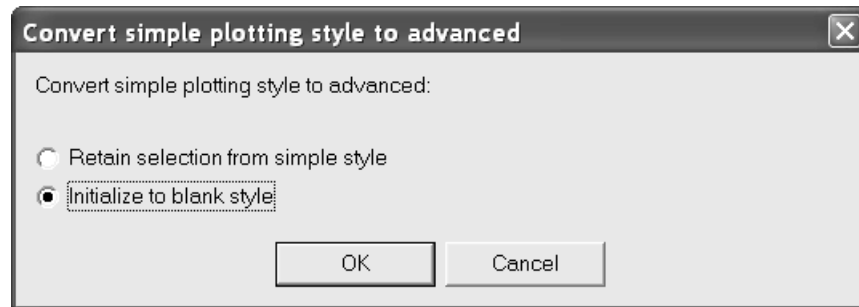 Convert simple plotting style to advanced
Convert simple plotting style to advanced:
Retain selection from simple style
Initialize to blank style
OK Cancel